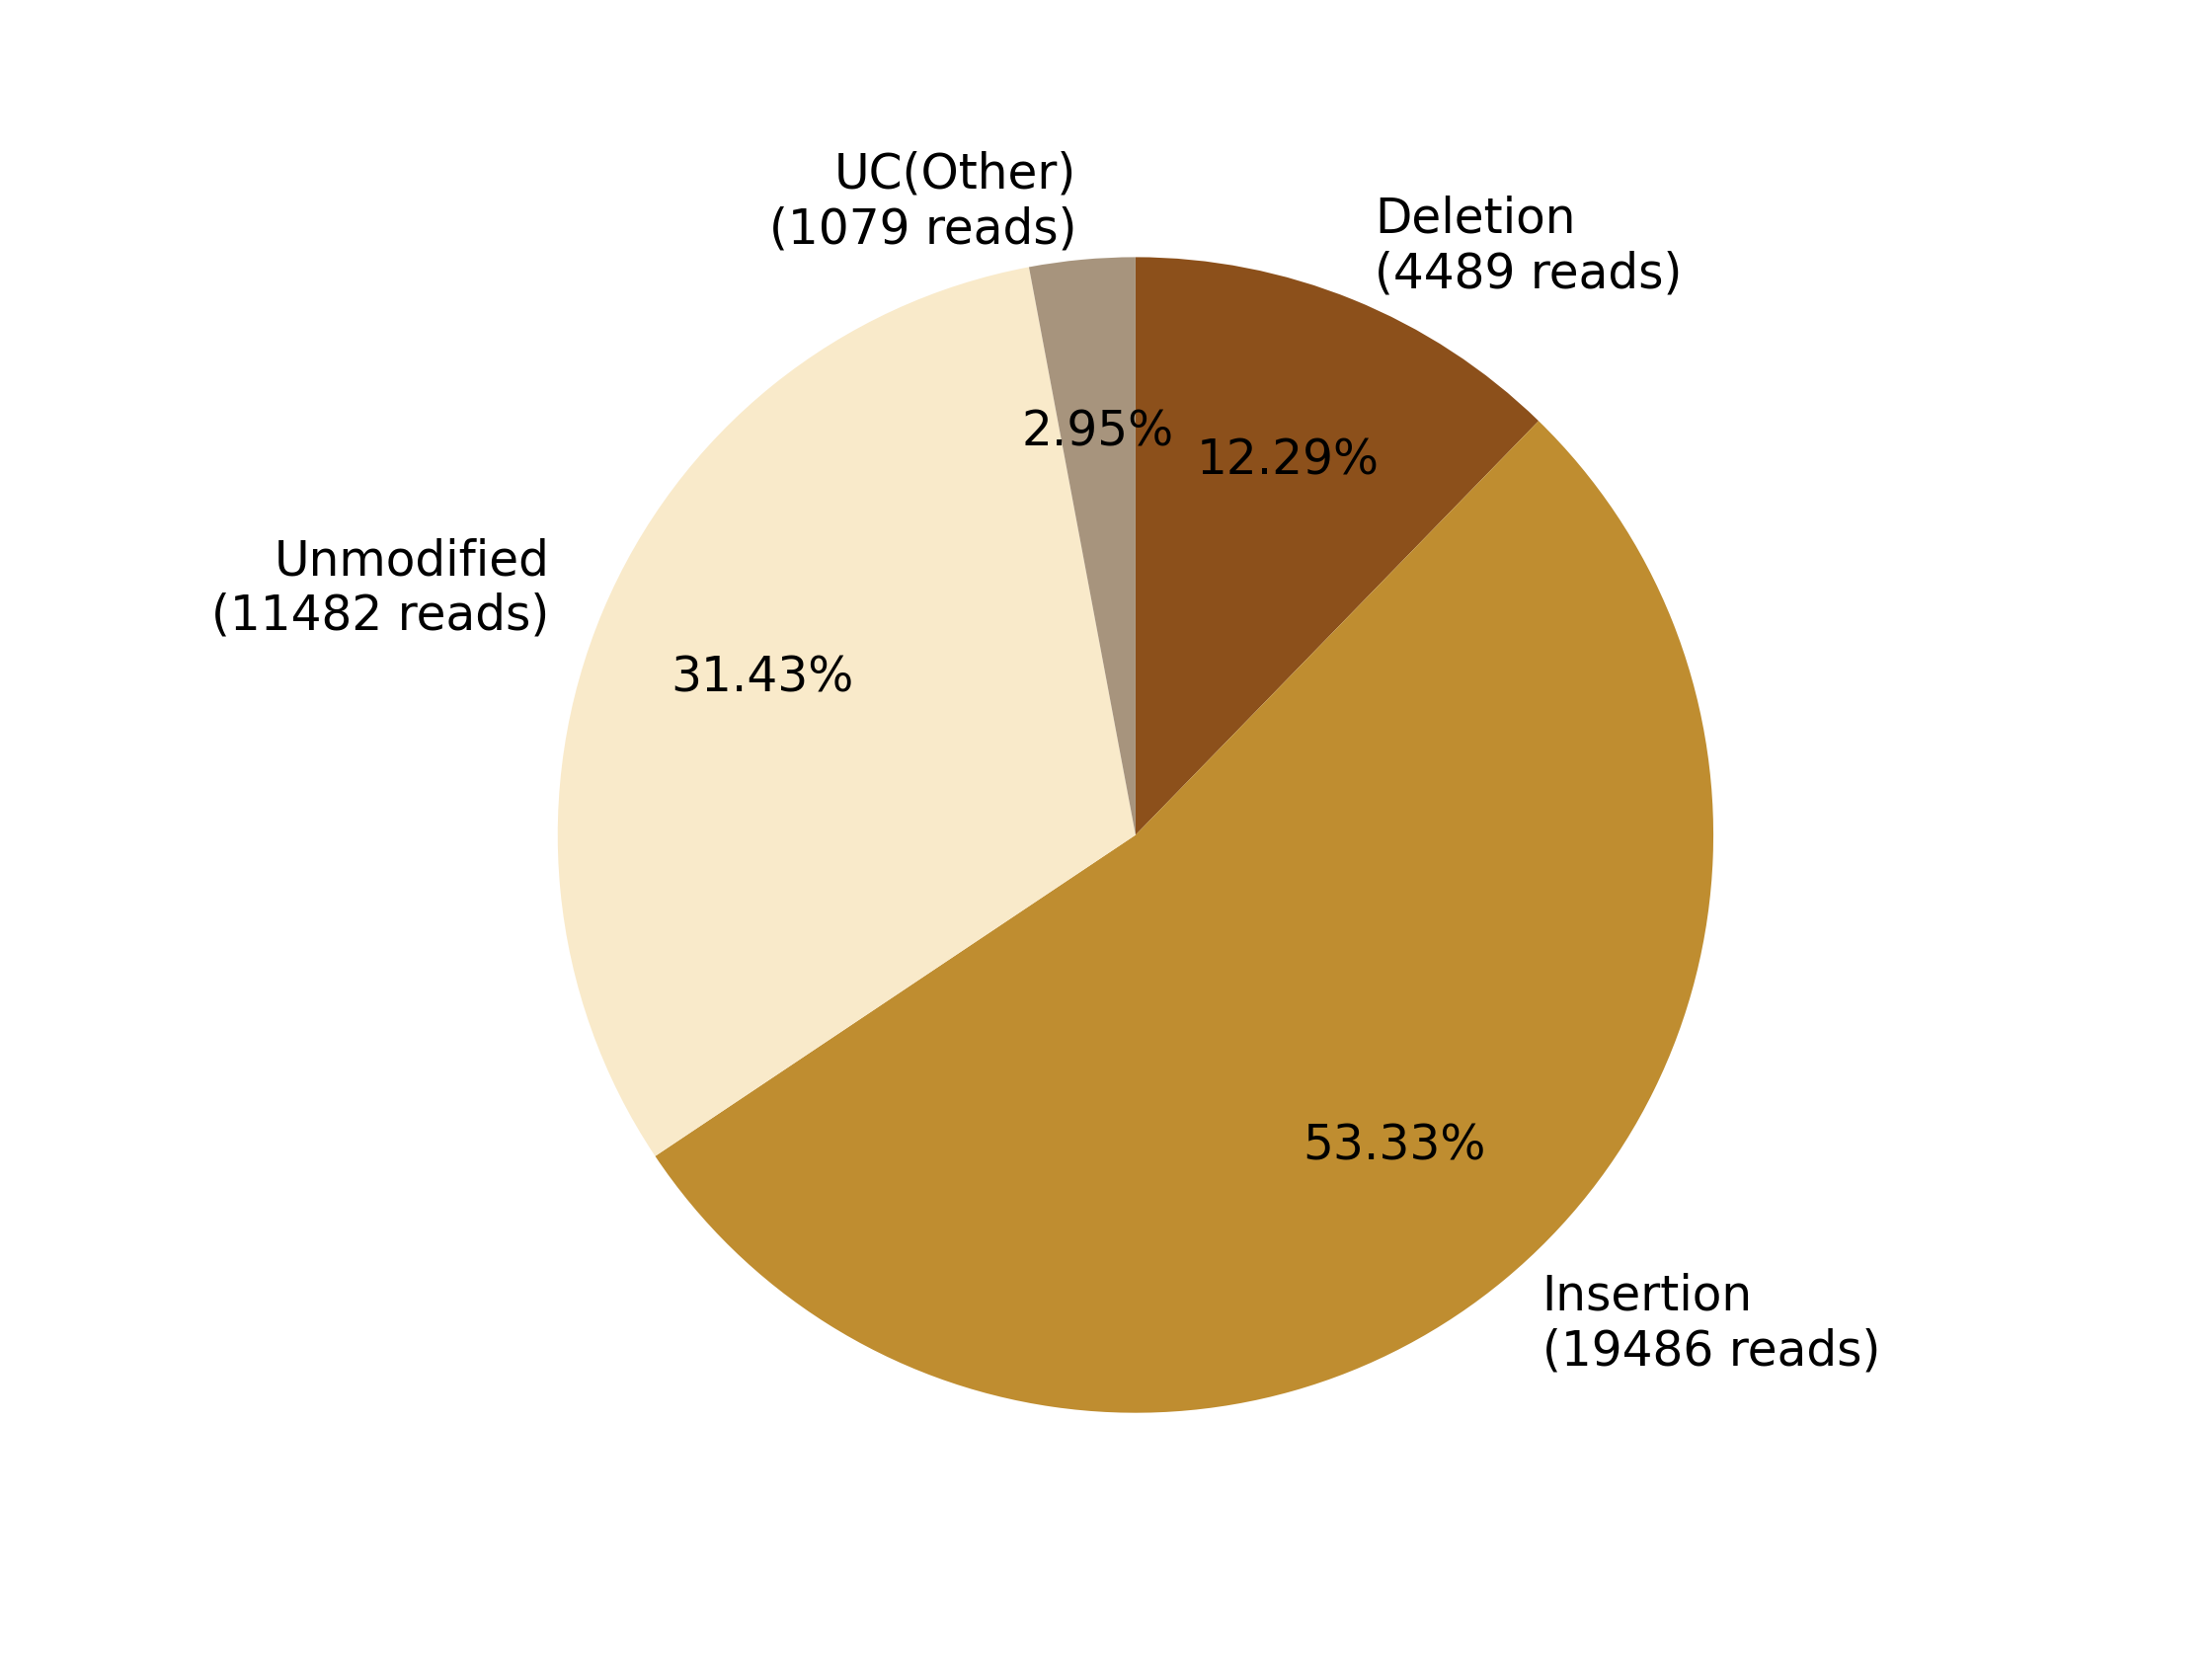 UC(Other)
(1079 reads)
Deletion
(4489 reads)
2.95%
12.29%
Unmodified
(11482 reads)
31.43%
53.33%
Insertion
(19486 reads)